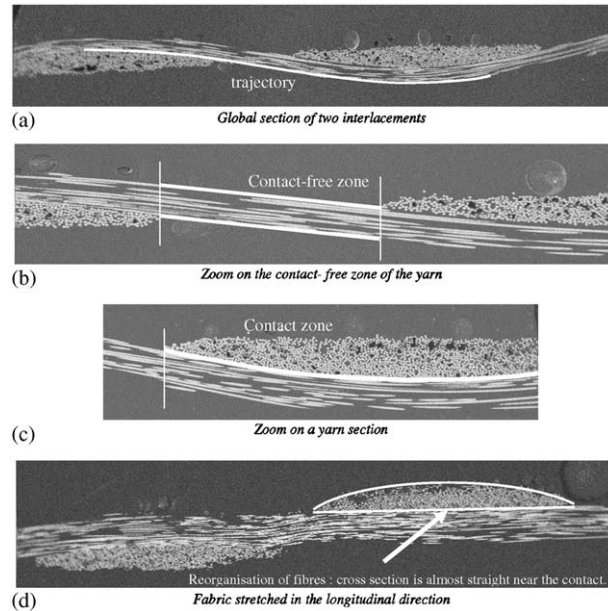 trajectory
(a)
Global section of two interlacements
Contact-free zone
(b)
Zoom on the contact- free zone of the yarn
Contact zone
(c)
Zoom on a yarn section
Reorganisation of fibres : cross section is almost straight near the contact.
(d)
Fabric stretched in the longitudinal direction